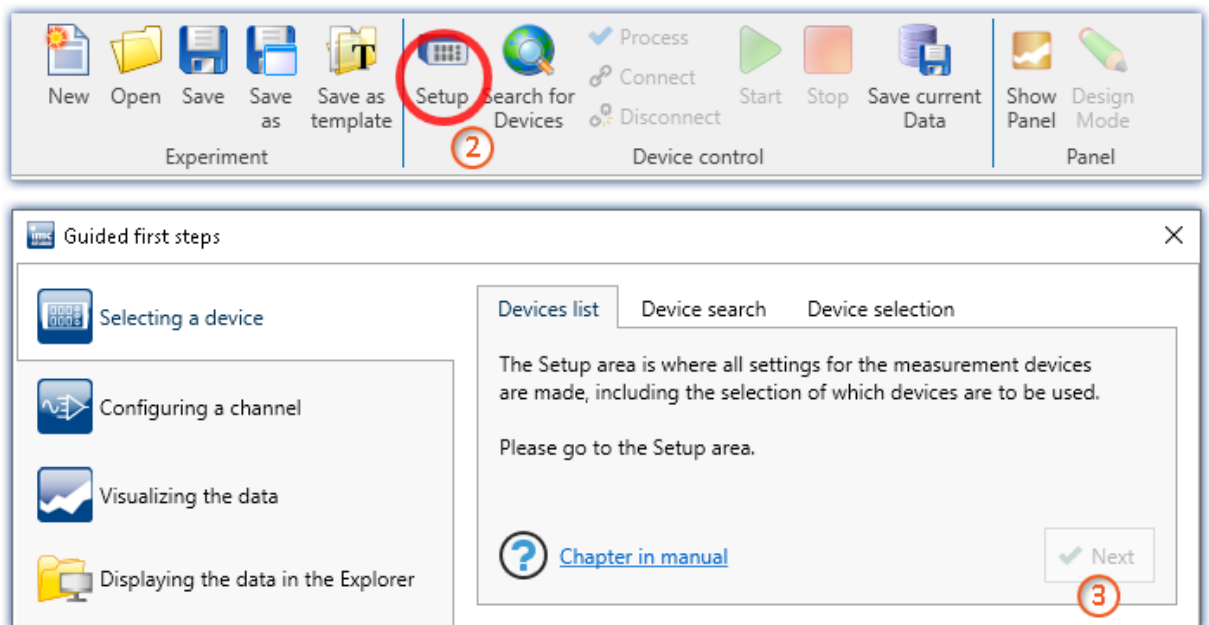 New
Open
Save
Save
as
Save as
template
T
Experiment
Setup
Search for
Devices
Process
Connect
Disconnect
Start
Stop
Save current
Data
Device control
Show
Panel
Design
Mode
Panel
2
imc
Guided first steps
Selecting a device
Configuring a channel
Visualizing the data
Displaying the data in the Explorer
Devices list
Device search
Device selection
The Setup area is where all settings for the measurement devices
are made, including the selection of which devices are to be used.
Please go to the Setup area.
?
Chapter in manual
Next
3